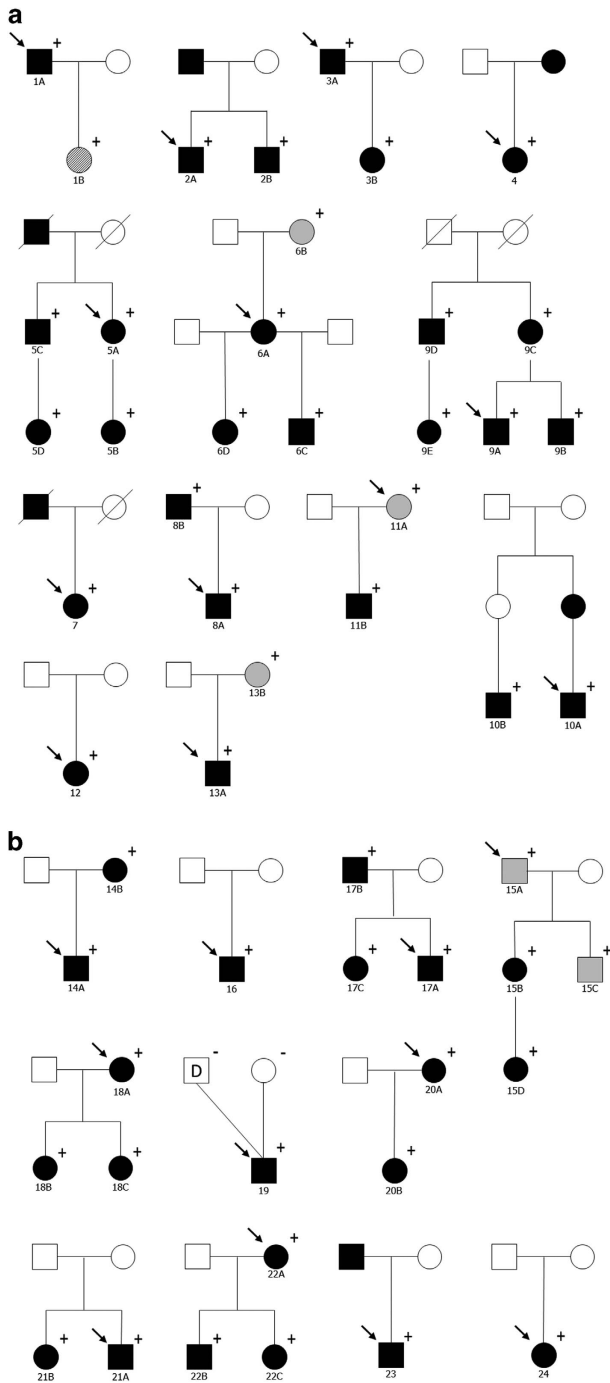 a
+ +
1A 3A
+ + + + +
1B 2A 2B 3B 4
+
6B
+ + + + +
5C 5A 6A 9D 9C
+ + + + + + +
5D 5B 6D 6C 9E 9A 9B
+ +
8B 11A
+ + +
7 8A 11B
+
13B
+ +
10B 10A
+ +
12 13A
b
+ + +
14B 17B 15A
+ + + + + +
14A 16 17C 17A 15B 15C
+ - - + +
18A D 20A 15D
+ + + +
18B 18C 19 20B
+
22A
+ + + + + +
21B 21A 22B 22C 23 24